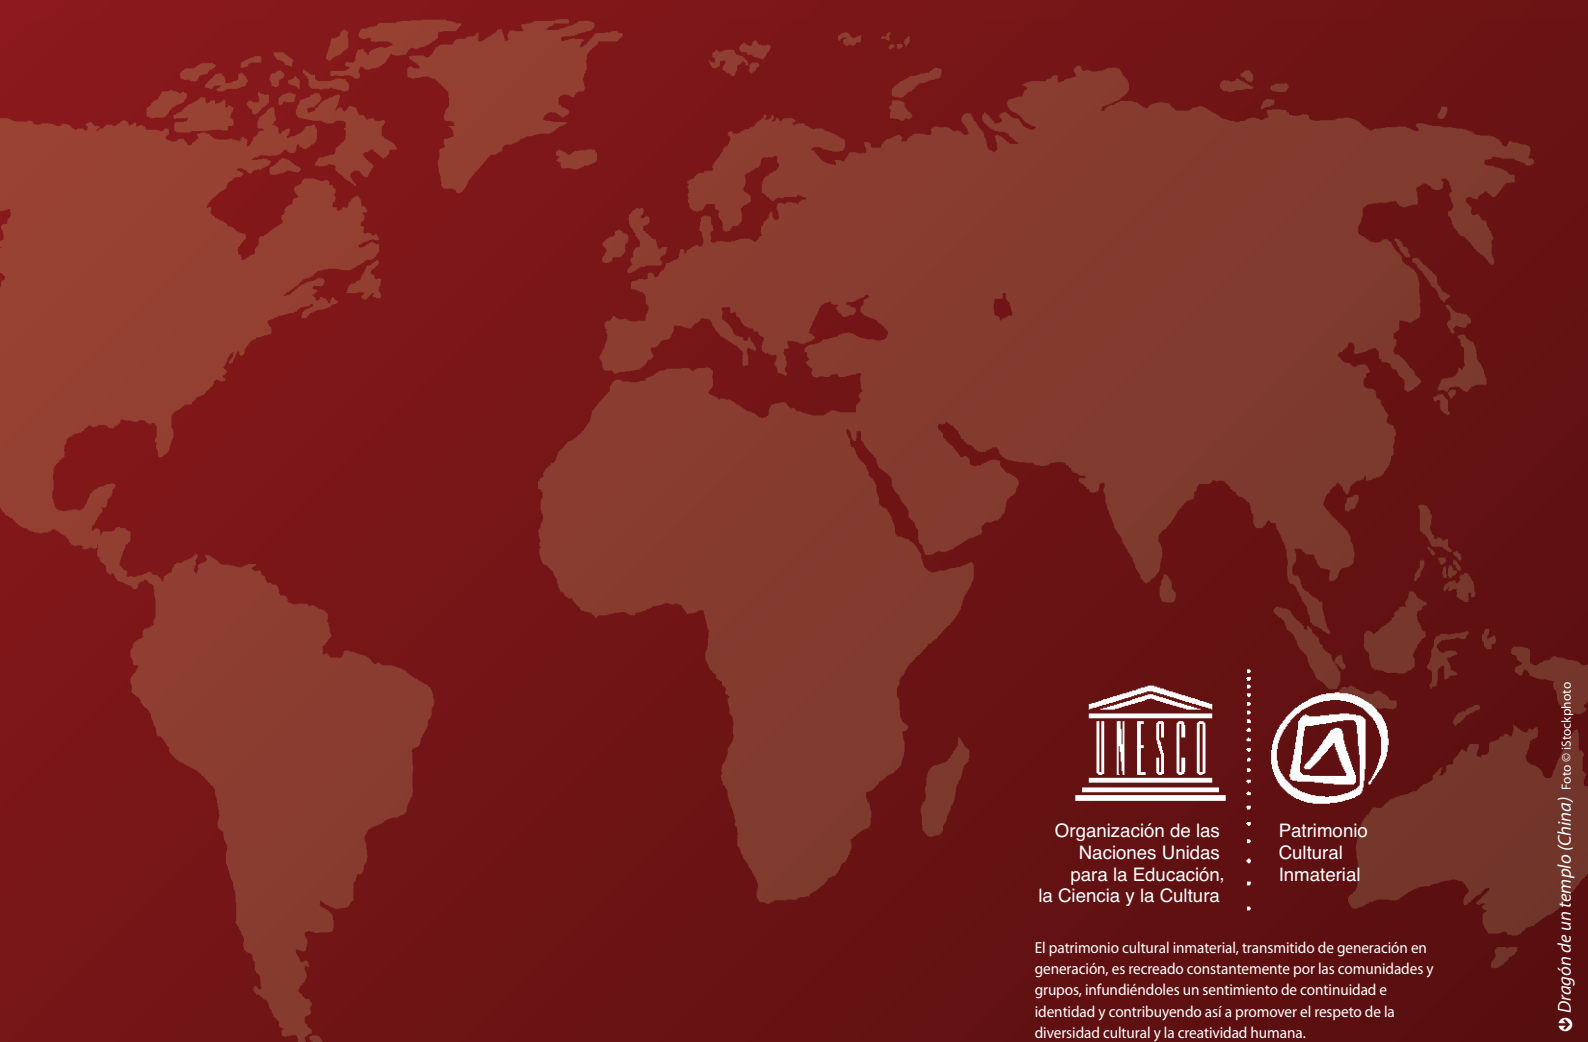 UNESCO
Organización de las
Naciones Unidas
para la Educación,
la Ciencia y la Cultura
Patrimonio
Cultural
Inmaterial
El patrimonio cultural inmaterial, transmitido de generación en
generación, es recreado constantemente por las comunidades y
grupos, infundiéndoles un sentimiento de continuidad e
identidad y contribuyendo así a promover el respeto de la
diversidad cultural y la creatividad humana.
Dragón de un templo (China) Foto © iStockphoto